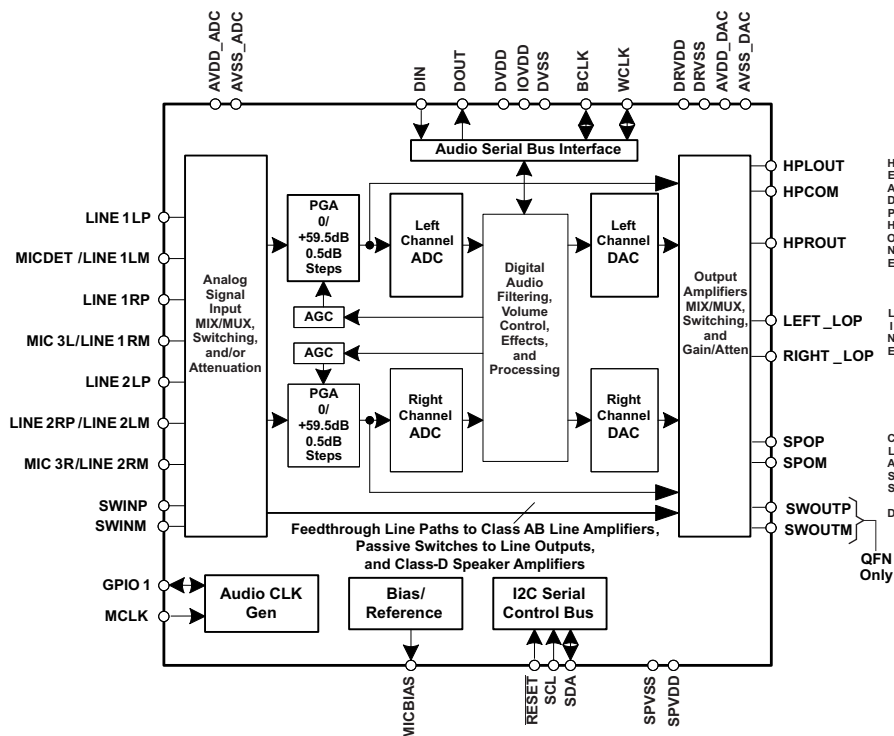 AVDD_ADC
AVSS_ADC
DIN
DOUT
DVDD
IOVDD
DVSS
BCLK
WCLK
DRVDD
DRVSS
AVDD_DAC
AVSS_DAC
Audio Serial Bus Interface
LINE 1LP
MICDET /LINE 1LM
LINE 1RP
MIC 3L/LINE 1RM
LINE 2LP
LINE 2RP /LINE 2LM
MIC 3R/LINE 2RM
SWINP
SWINM
GPIO 1
MCLK
Analog
Signal
Input
MIX/MUX,
Switching,
and/or
Attenuation
PGA
0/
+59.5dB
0.5dB
Steps
AGC
AGC
PGA
0/
+59.5dB
0.5dB
Steps
Left
Channel
ADC
Right
Channel
ADC
Digital
Audio
Filtering,
Volume
Control,
Effects,
and
Processing
Left
Channel
DAC
Right
Channel
DAC
Output
Amplifiers
MIX/MUX,
Switching,
and
Gain/Atten
HPLOUT
HPCOM
HPROUT
HEADPHONE
LEFT _LOP
RIGHT _LOP
LINE
SPOP
SPOM
CLASS D
SWOUTP
SWOUTM
QFN
Only
Feedthrough Line Paths to Class AB Line Amplifiers,
Passive Switches to Line Outputs,
and Class-D Speaker Amplifiers
Audio CLK
Gen
Bias/
Reference
I2C Serial
Control Bus
MICBIAS
RESET
SCL
SDA
SPVSS
SPVDD